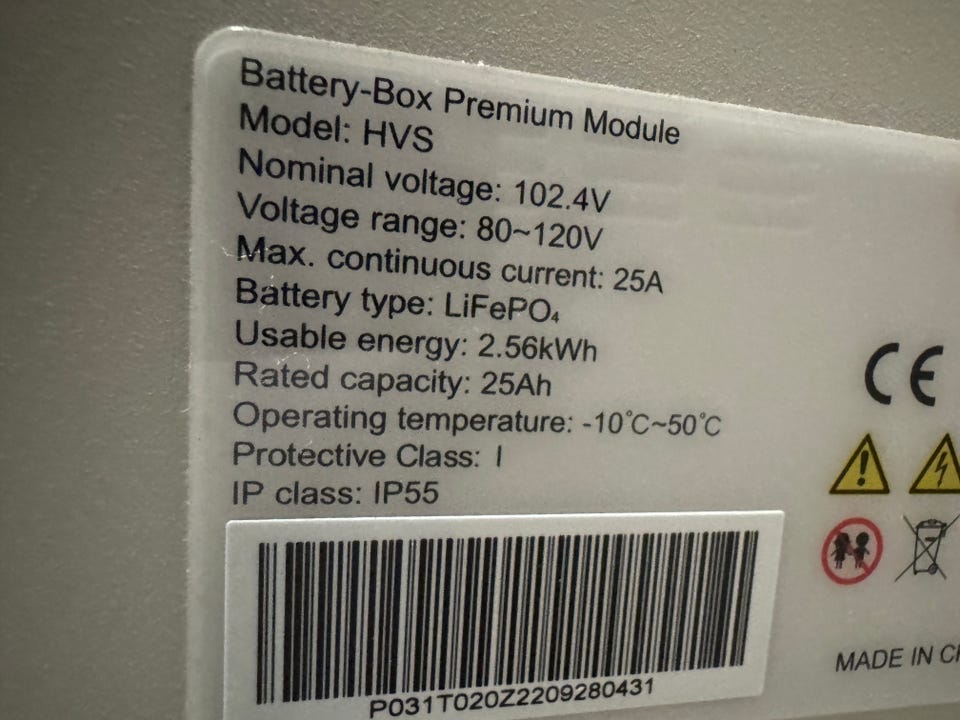 Battery-Box Premium Module
Model: HVS
Nominal voltage: 102.4V
Voltage range: 80~120V
Max. continuous current: 25A
Battery type: LiFePO₄
Usable energy: 2.56kWh
Rated capacity: 25Ah
Operating temperature: -10°C~50°C
Protective Class: I
IP class: IP55
CE
P031T020Z2209280431
MADE IN